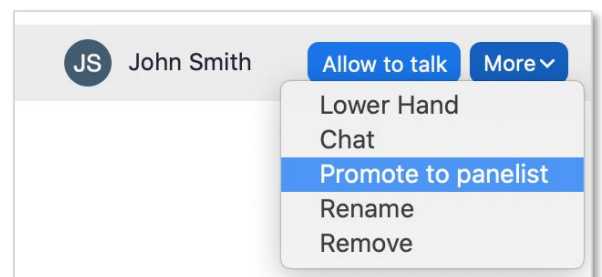 JS John Smith Allow to talk More
Lower Hand
Chat
Promote to panelist
Rename
Remove